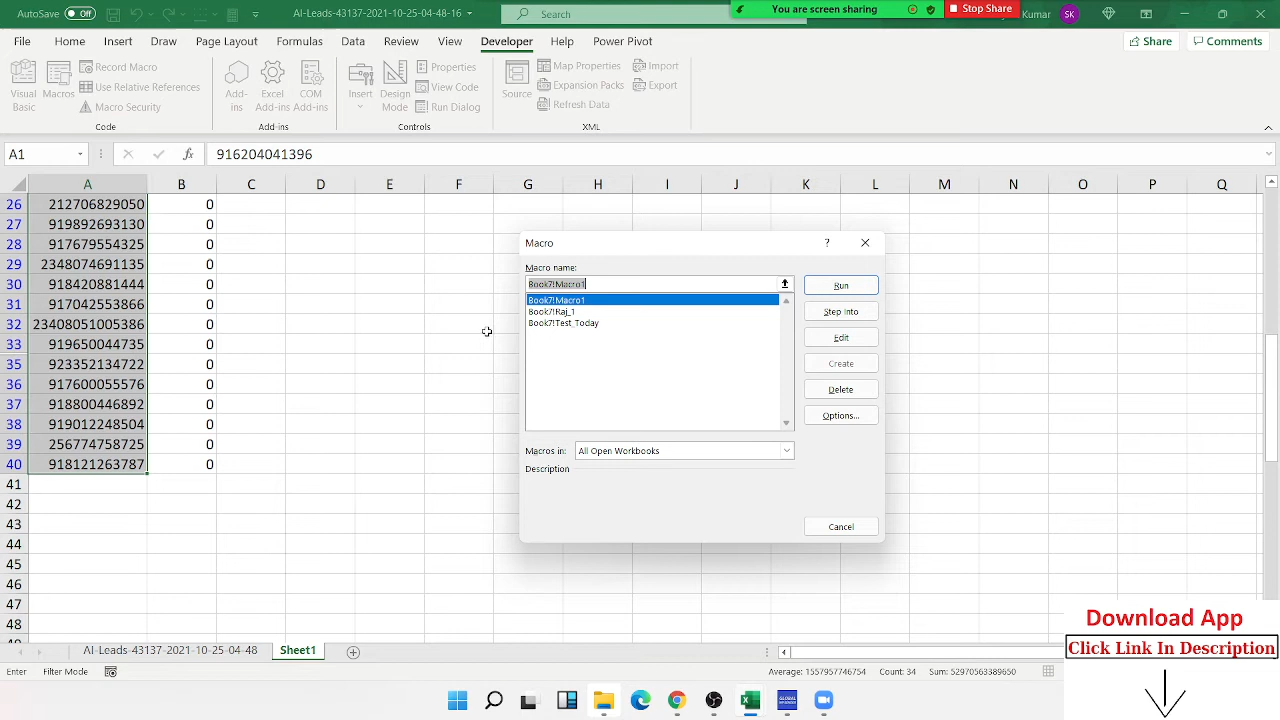 AutoSave Off AI-Leads-43137-2021-10-25-04-48-16 Search You are screen sharing Stop Share Kumar SK
File Home Insert Draw Page Layout Formulas Data Review View Developer Help Power Pivot Share Comments
Visual Basic Macros Record Macro Use Relative References Macro Security
Add-ins Excel Add-ins COM Add-ins
Insert Design Mode Properties View Code Run Dialog
Source Map Properties Expansion Packs Refresh Data Import Export
Code Add-ins Controls XML
A1 fx 916204041396
A B C D E F G H I J K L M N O P Q
26 212706829050 0
27 919892693130 0
28 917679554325 0
29 2348074691135 0
30 918420881444 0
31 917015553866 0
32 23408051005386 0
33 919650044735 0
35 923352134722 0
36 917600055576 0
37 918800446892 0
38 919012248504 0
39 256774758725 0
40 918121263787 0
41
42
43
44
45
46
47
48
Macro ?
Macro name:
Book7!Macro1
Book7!Macro1
Book7!Raj_1
Book7!Test_Today
Run
Step Into
Edit
Create
Delete
Options...
Macros in: All Open Workbooks
Description
Cancel
Download App
Click Link In Description
AI-Leads-43137-2021-10-25-04-48 Sheet1
Enter Filter Mode Average: 1557957746754 Count: 34 Sum: 52970563389650